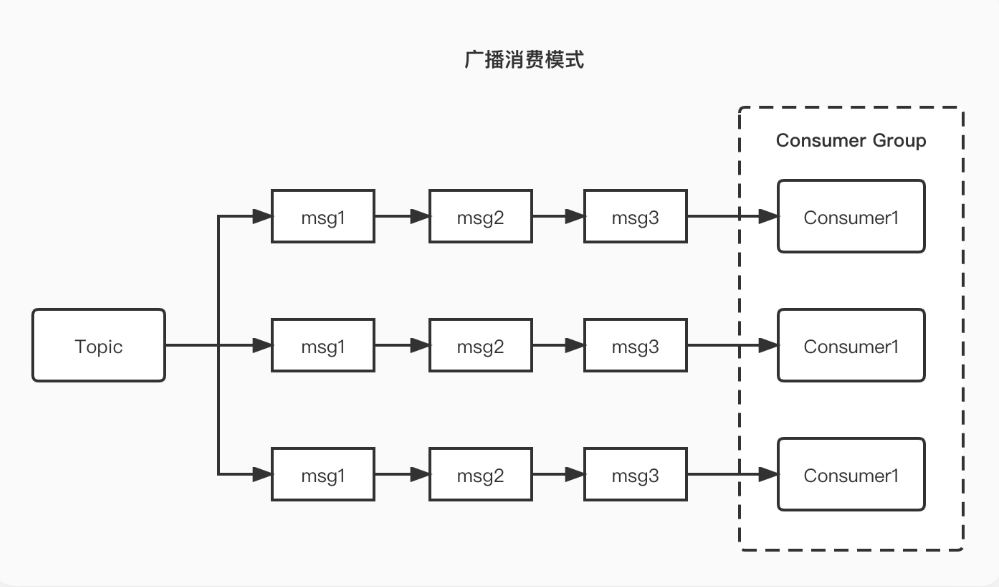 广播消费模式
Consumer Group
msg1 msg2 msg3 Consumer1
Topic msg1 msg2 msg3 Consumer1
msg1 msg2 msg3 Consumer1